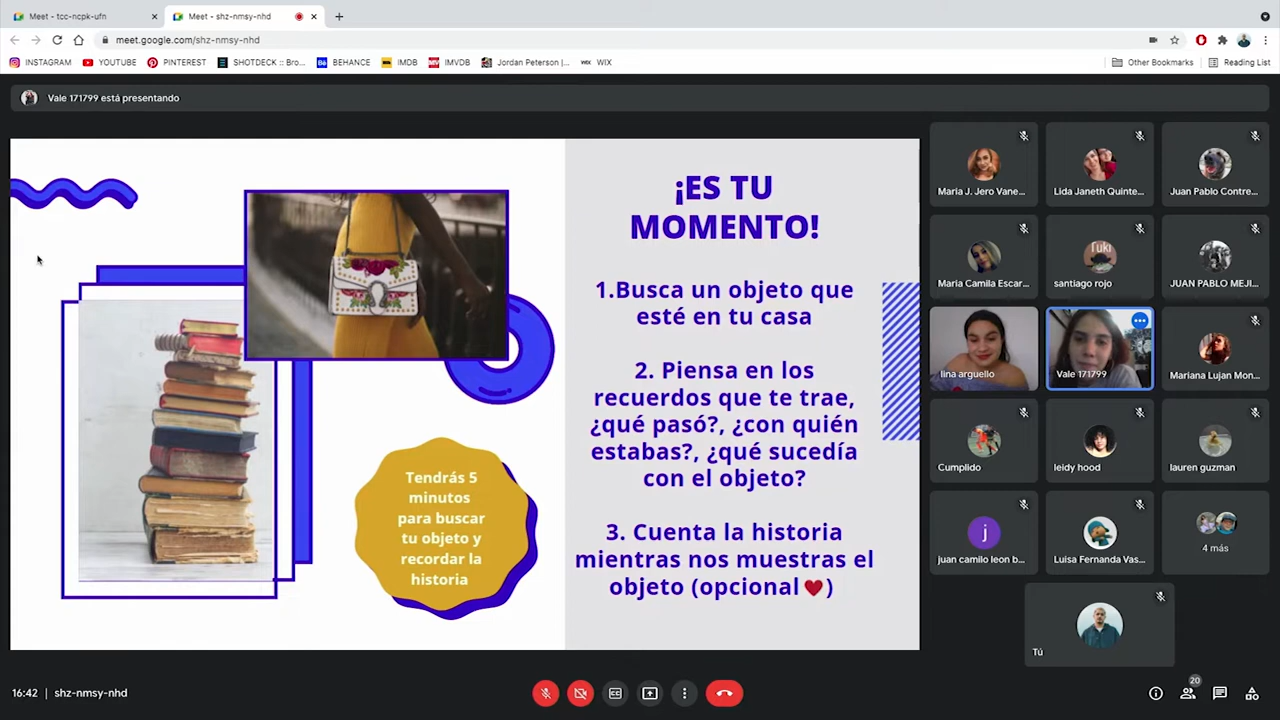 Meet - tcc-ncpk-ufn
Meet - shz-nmsy-nhd
meet.google.com/shz-nmsy-nhd
INSTAGRAM
YOUTUBE
PINTEREST
SHOTDECK :: Bro...
BEHANCE
IMDB
IMVDB
Jordan Peterson |...
WIX
Other Bookmarks
Reading List
Vale 171799 está presentando
¡ES TU
MOMENTO!
1.Busca un objeto que
esté en tu casa
2. Piensa en los
recuerdos que te trae,
¿qué pasó?, ¿con quién
estabas?, ¿qué sucedía
con el objeto?
3. Cuenta la historia
mientras nos muestras el
objeto (opcional❤)
Tendrás 5
minutos
para buscar
tu objeto y
recordar la
historia
María J. Jero Vane...
Lida Janeth Quinte...
Juan Pablo Contre...
Maria Camila Escar...
Tuki
santiago rojo
JUAN PABLO MEJI...
lina arguello
Vale 171799
Mariana Lujan Mon...
Cumplido
leidy hood
lauren guzman
j
juan camilo leon b...
Luisa Fernanda Vas...
4 más
Tú
16:42 | shz-nmsy-nhd
20